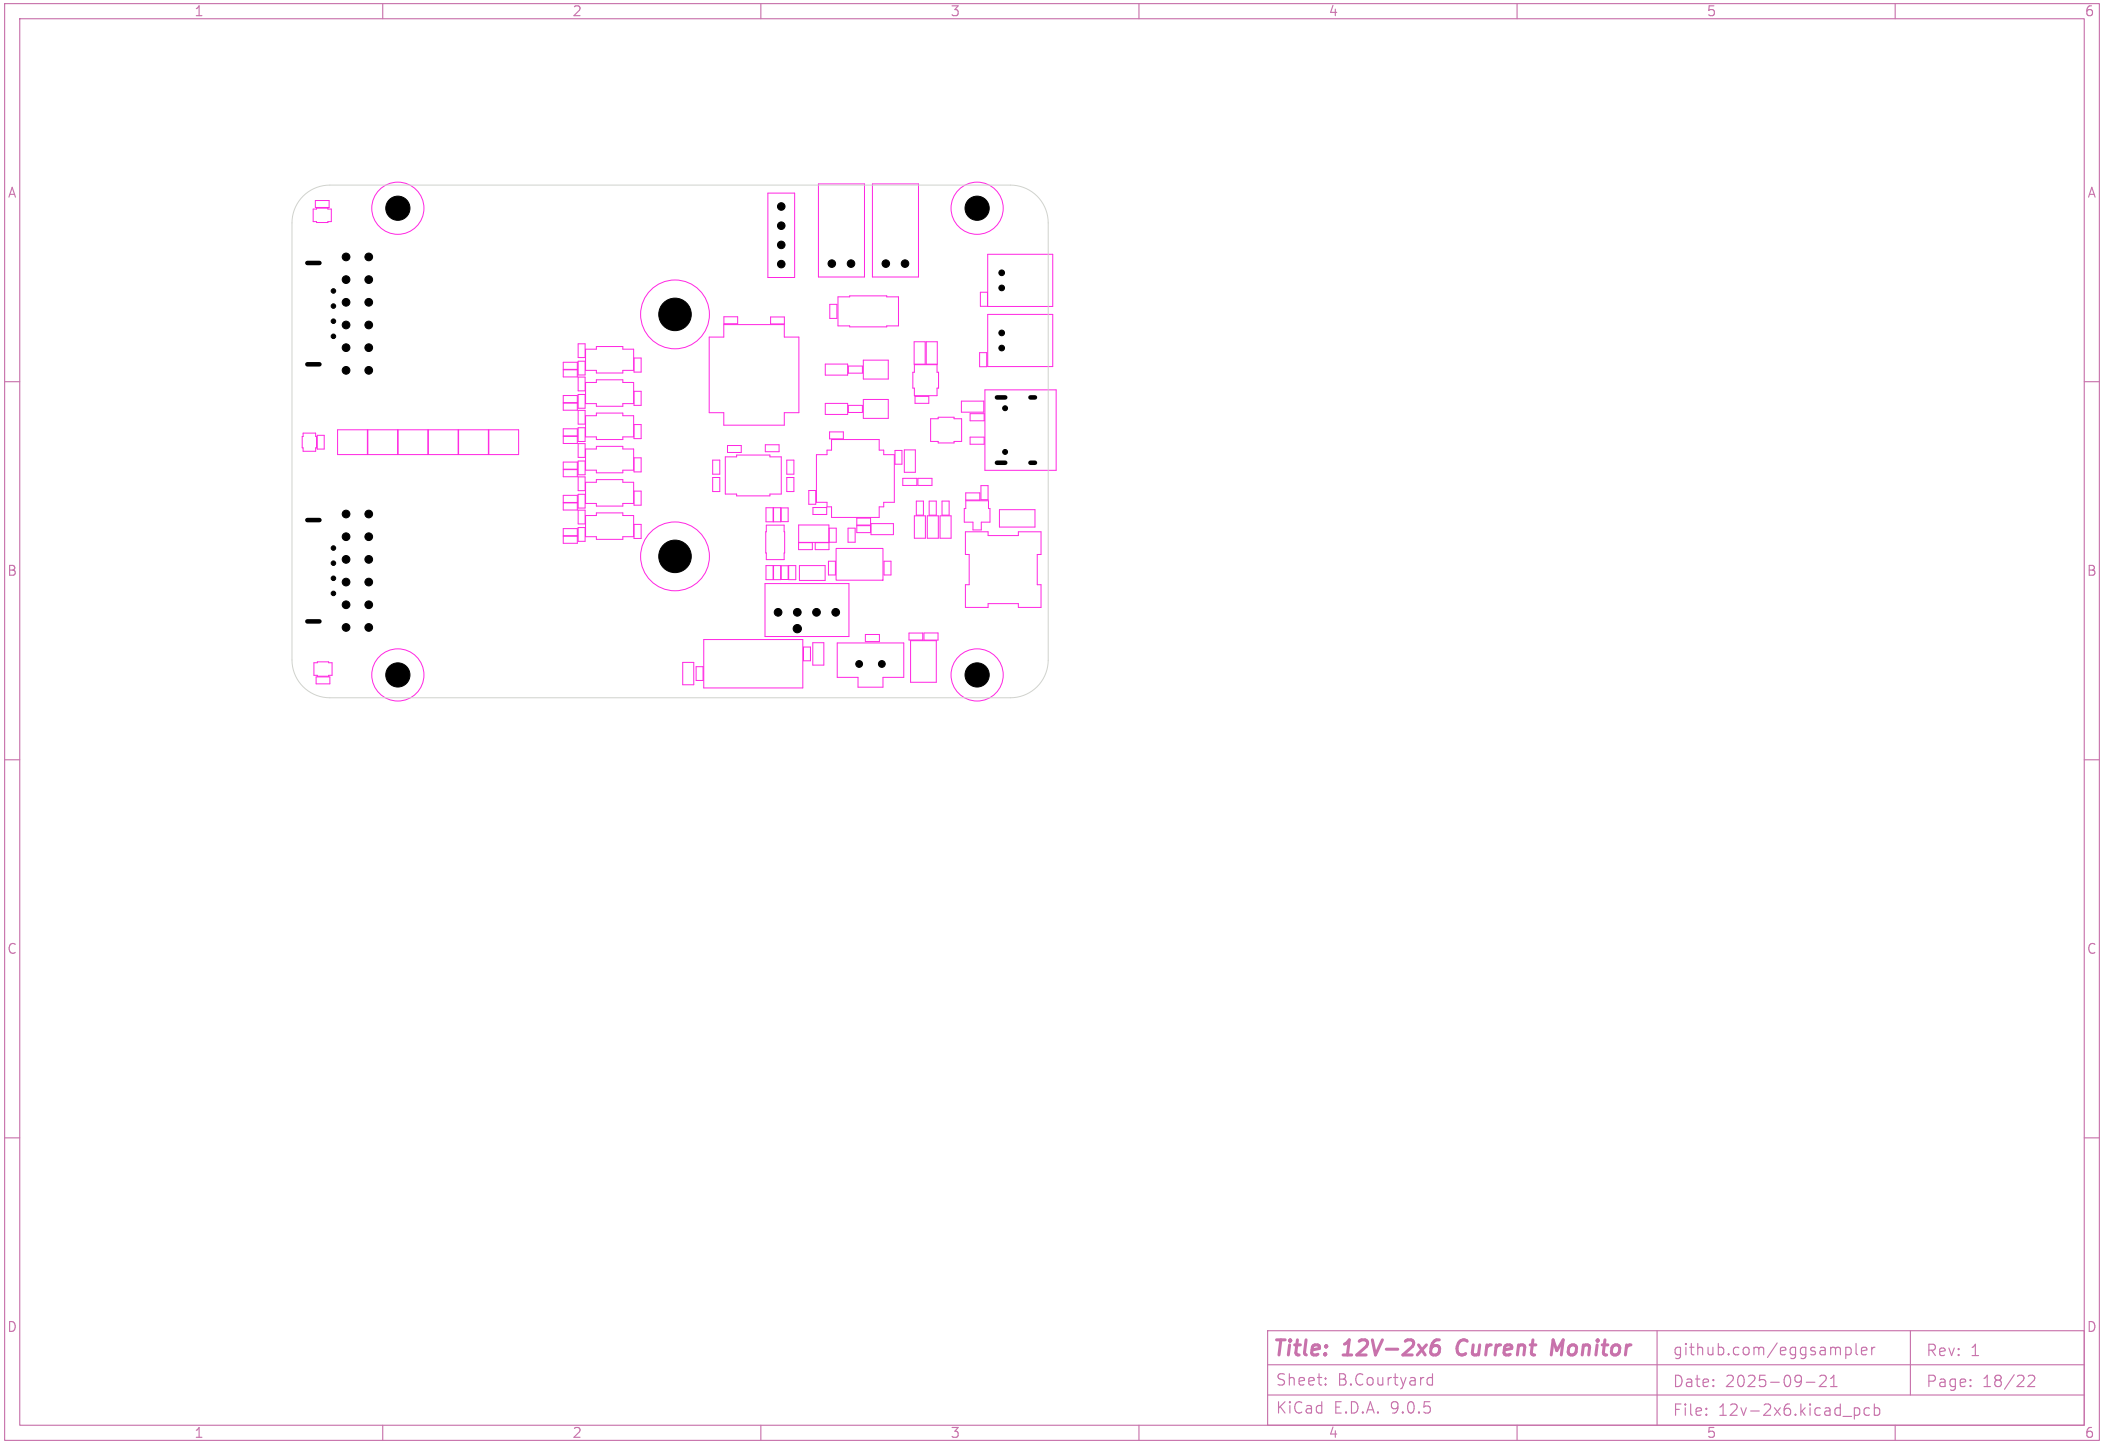 1 2 3 4 5 6
A A
B B
C C
D D
Title: 12V-2x6 Current Monitor
github.com/eggsampler
Rev: 1
Sheet: B.Courtyard
Date: 2025-09-21
Page: 18/22
KiCad E.D.A. 9.0.5
File: 12v-2x6.kicad_pcb
1 2 3 4 5 6